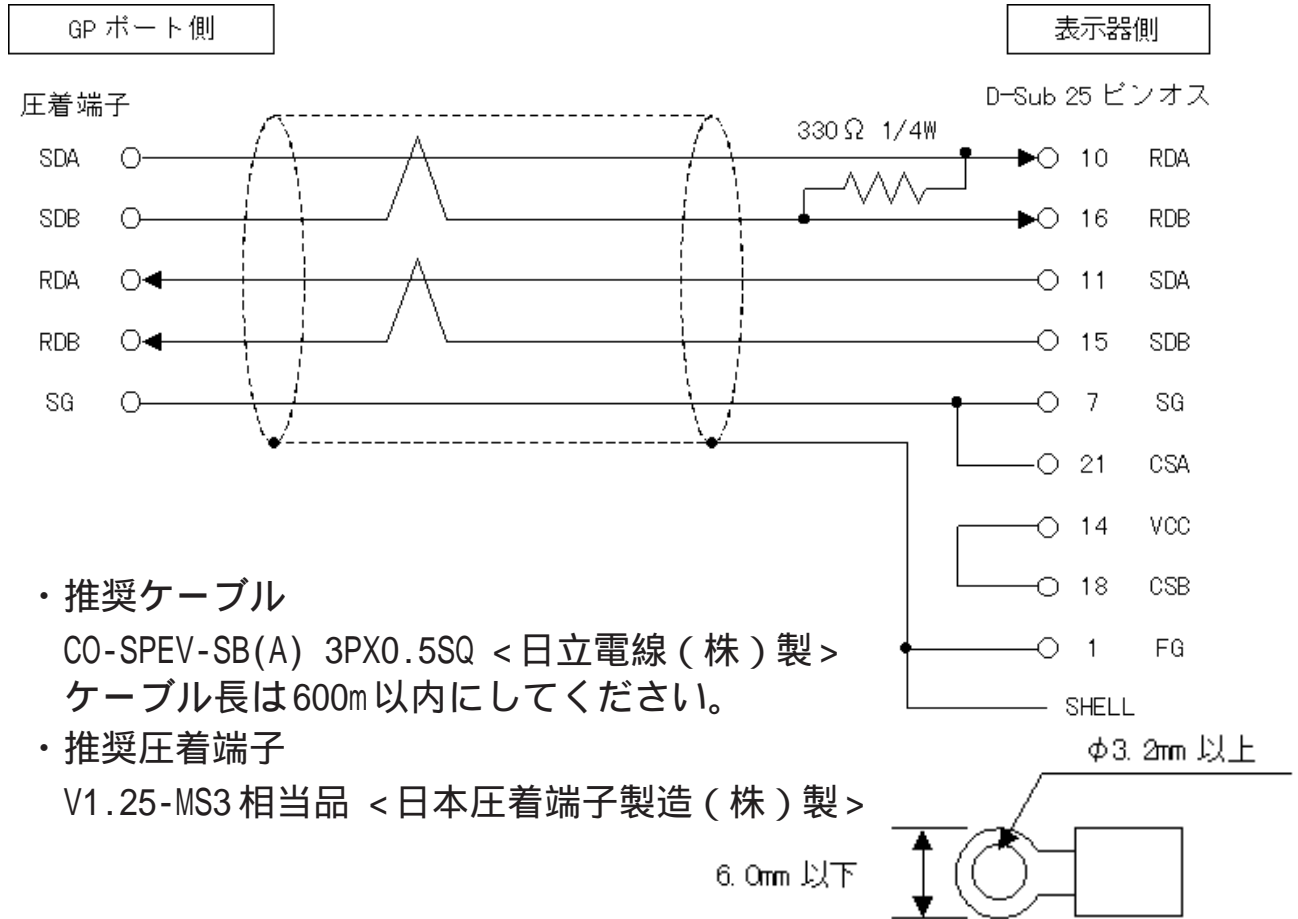 GP ポート側
表示器側
圧着端子
D-Sub 25 ピンオス
330Ω 1/4W
SDA 10 RDA
SDB 16 RDB
RDA 11 SDA
RDB 15 SDB
SG 7 SG
21 CSA
14 VCC
18 CSB
1 FG
SHELL
・推奨ケーブル
CO-SPEV-SB(A) 3PX0.5SQ <日立電線(株)製>
ケーブル長は600m以内にしてください。
・推奨圧着端子
V1.25-MS3相当品 <日本圧着端子製造(株)製>
φ3.2mm 以上
6.0mm 以下